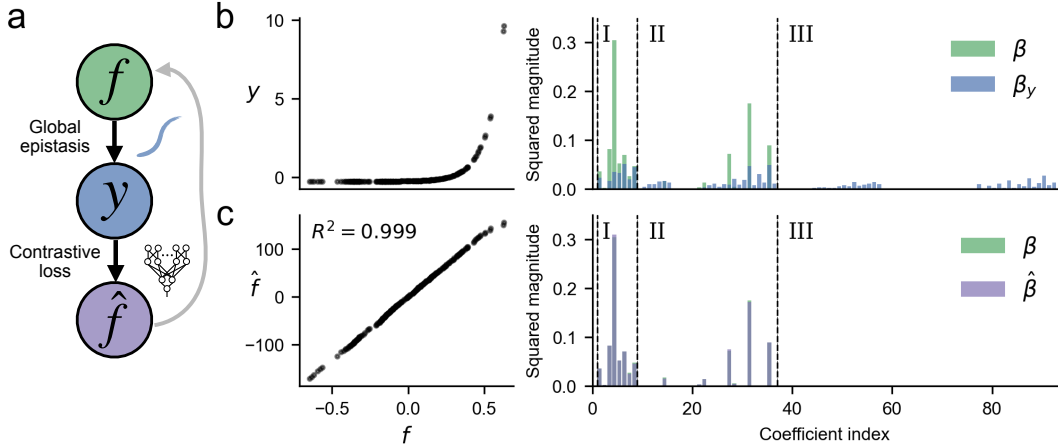 a
f
Global
epistasis
y
Contrastive
loss
f̂
b
10
5
0
y
Squared magnitude
0.3
0.2
0.1
0.0
I
II
III
β
β_y
c
R² = 0.999
100
0
−100
f̂
−0.5
0.0
0.5
f
Squared magnitude
0.3
0.2
0.1
0.0
I
II
III
β
β̂
0
20
40
60
80
Coefficient index